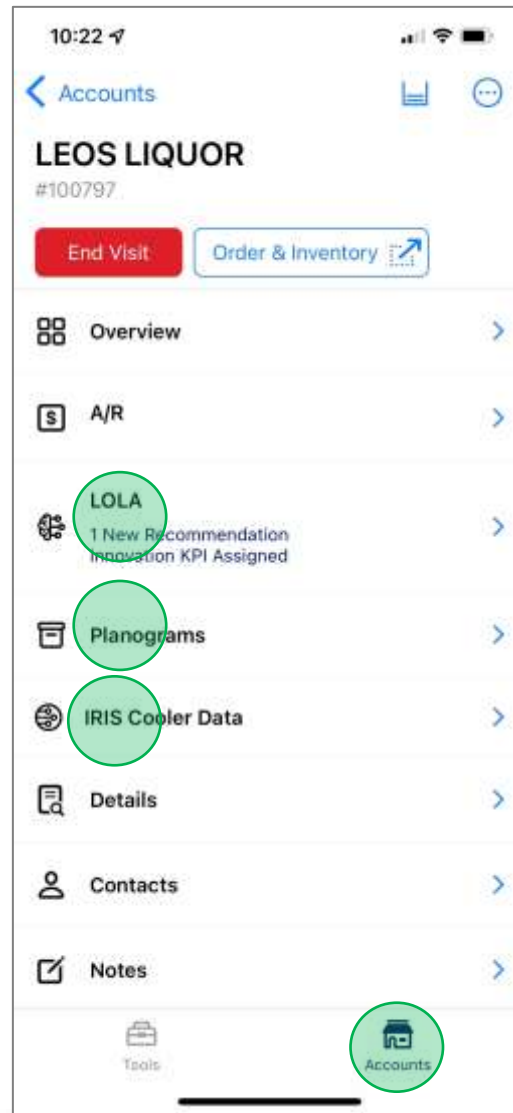 10:22
Accounts
LEOS LIQUOR
#100797
End Visit
Order & Inventory
Overview
A/R
LOLA
1 New Recommendation
Innovation KPI Assigned
Planograms
IRIS Cooler Data
Details
Contacts
Notes
Tools
Accounts